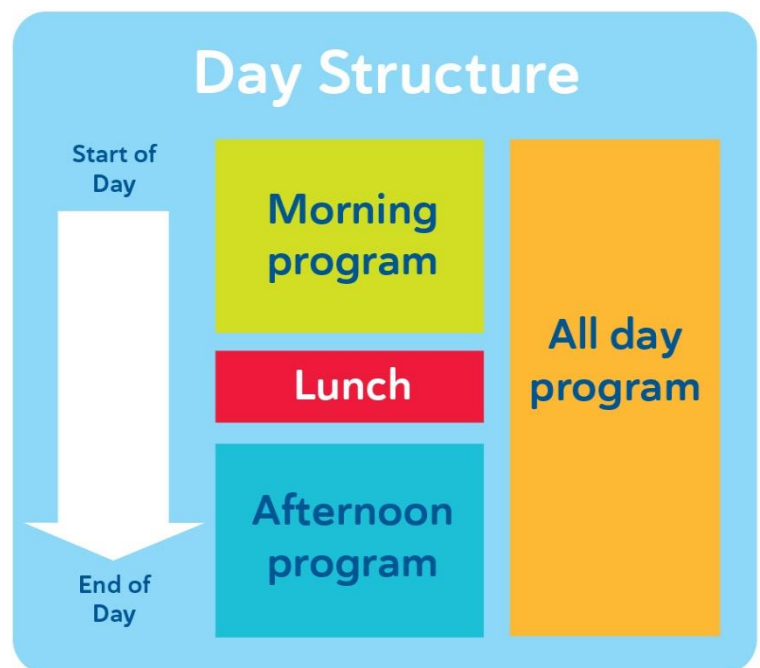 Day Structure
Start of
Day
Morning
program
Lunch
Afternoon
program
All day
program
End of
Day